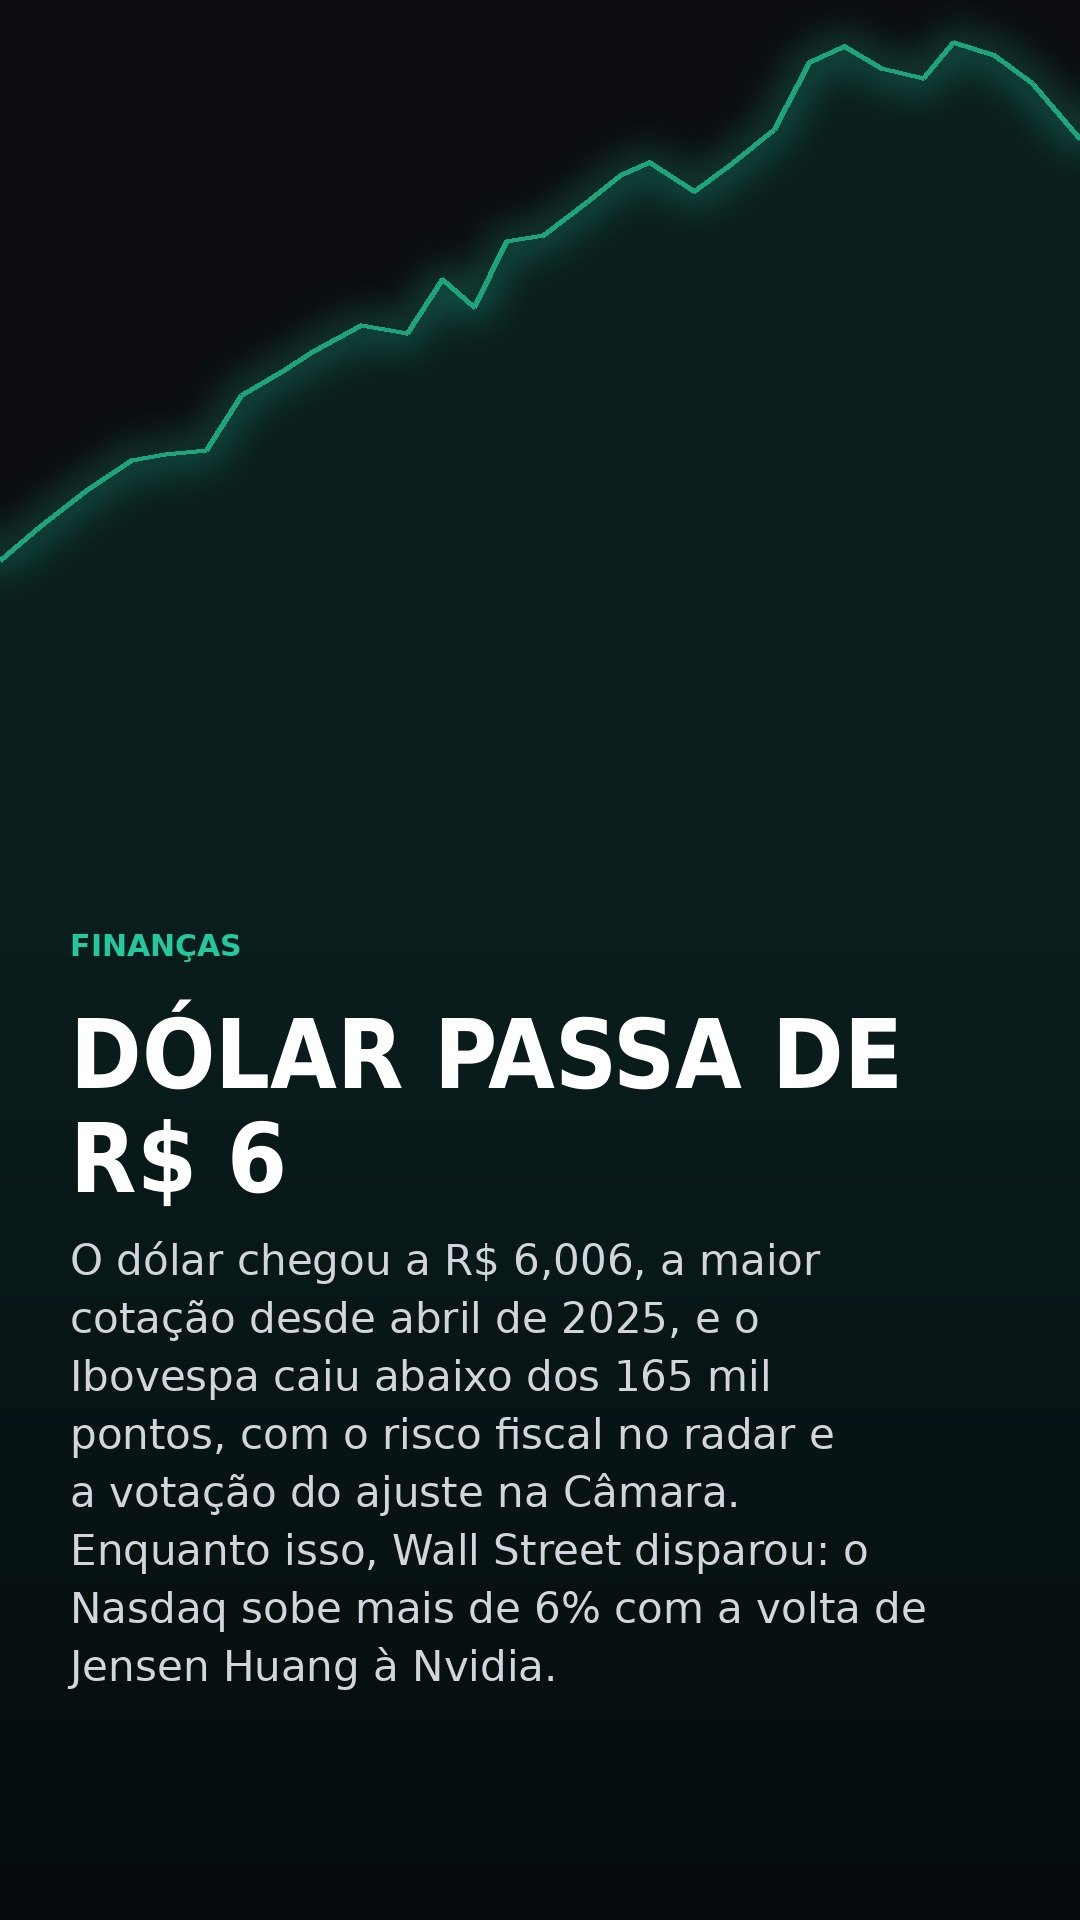 FINANÇAS
DÓLAR PASSA DE
R$ 6
O dólar chegou a R$ 6,006, a maior
cotação desde abril de 2025, e o
Ibovespa caiu abaixo dos 165 mil
pontos, com o risco fiscal no radar e
a votação do ajuste na Câmara.
Enquanto isso, Wall Street disparou: o
Nasdaq sobe mais de 6% com a volta de
Jensen Huang à Nvidia.